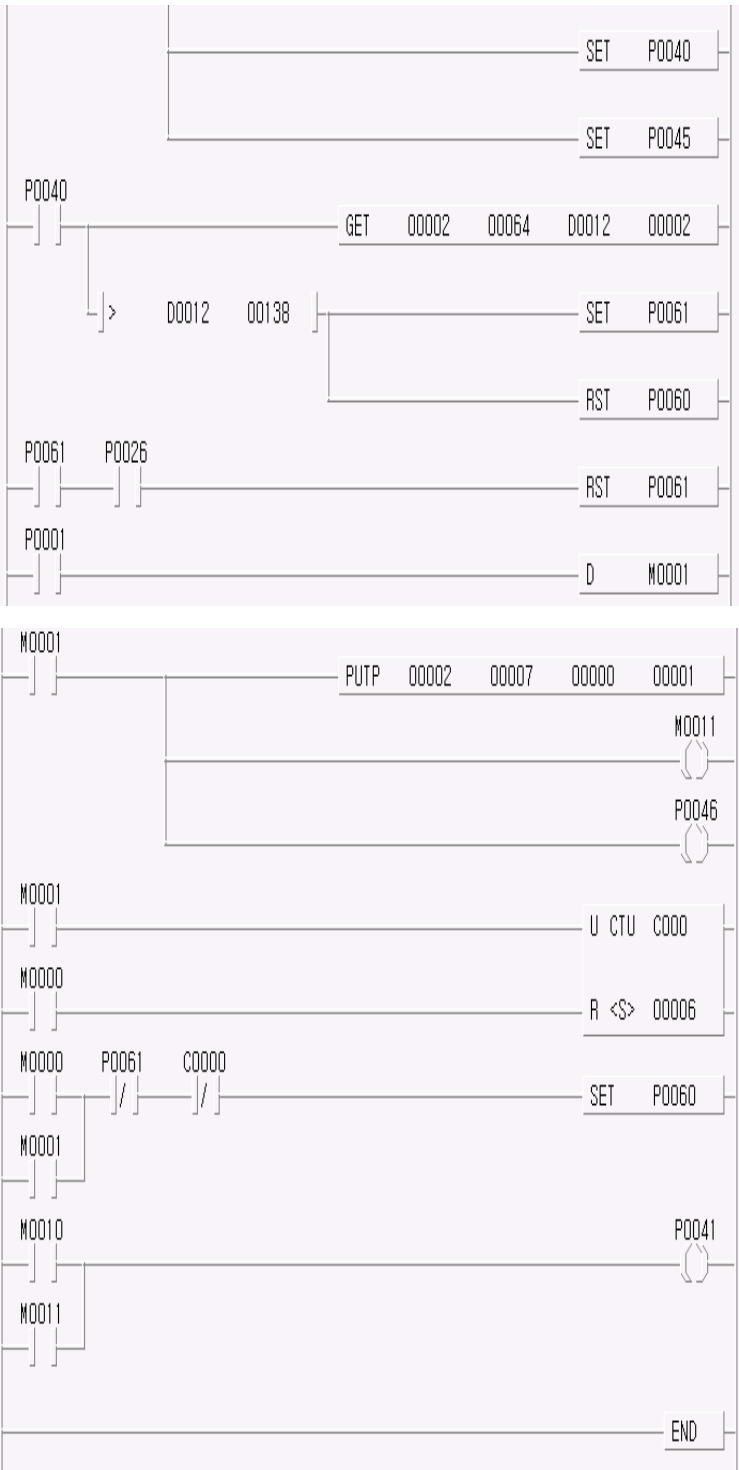 SET P0040
SET P0045
P0040
GET 00002 00064 D0012 00002
> D0012 00138
SET P0061
RST P0060
P0061 P0026
RST P0061
P0001
D M0001
M0001
PUTP 00002 00007 00000 00001
M0011
P0046
M0001
U CTU C000
M0000
R <S> 00006
M0000 P0061 C0000
SET P0060
M0001
M0010 P0041
M0011
END